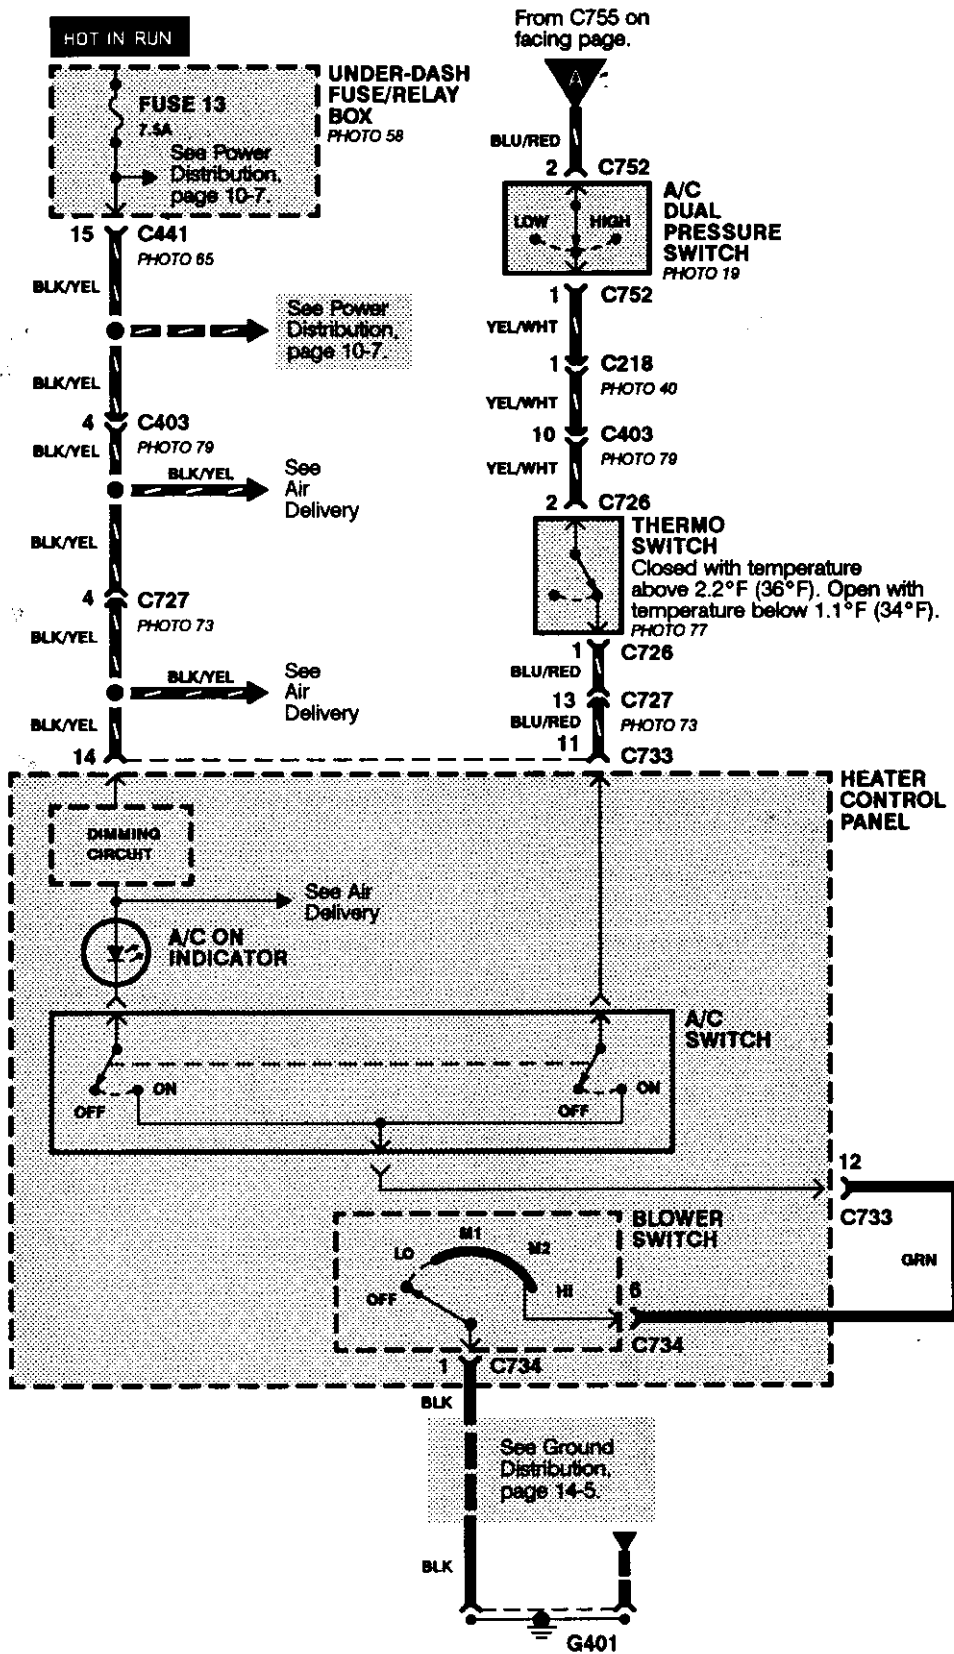 HOT IN RUN
From C755 on
facing page.
A
FUSE 13
7.5A
See Power
Distribution,
page 10-7.
UNDER-DASH
FUSE/RELAY
BOX
PHOTO 58
BLU/RED
2 C752
LOW HIGH
A/C
DUAL
PRESSURE
SWITCH
PHOTO 19
15 C441
PHOTO 65
BLK/YEL
See Power
Distribution,
page 10-7.
1 C752
YEL/WHT
1 C218
PHOTO 40
BLK/YEL
YEL/WHT
4 C403
PHOTO 79
10 C403
PHOTO 79
BLK/YEL
BLK/YEL
See
Air
Delivery
YEL/WHT
2 C726
THERMO
SWITCH
Closed with temperature
above 2.2°F (36°F). Open with
temperature below 1.1°F (34°F).
PHOTO 77
BLK/YEL
4 C727
PHOTO 73
BLK/YEL
1 C726
BLU/RED
BLK/YEL
See
Air
Delivery
13 C727
PHOTO 73
BLK/YEL
BLU/RED
14
11 C733
HEATER
CONTROL
PANEL
DIMMING
CIRCUIT
See Air
Delivery
A/C ON
INDICATOR
A/C
SWITCH
ON
OFF
ON
OFF
12
C733
GRN
BLOWER
SWITCH
M1
M2
LO
HI
OFF
6
C734
1 C734
BLK
See Ground
Distribution,
page 14-5.
BLK
G401